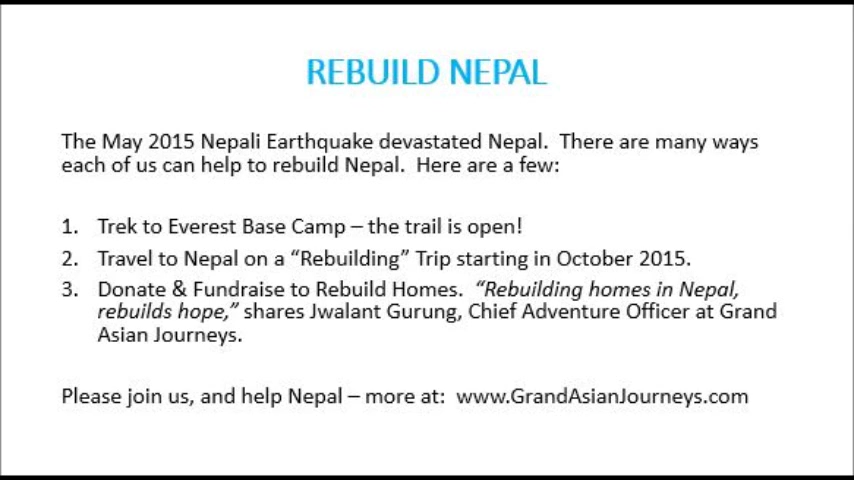 REBUILD NEPAL
The May 2015 Nepali Earthquake devastated Nepal.  There are many ways
each of us can help to rebuild Nepal.  Here are a few:
1. Trek to Everest Base Camp – the trail is open!
2. Travel to Nepal on a “Rebuilding” Trip starting in October 2015.
3. Donate & Fundraise to Rebuild Homes.  “Rebuilding homes in Nepal,
rebuilds hope,” shares Jwalant Gurung, Chief Adventure Officer at Grand
Asian Journeys.
Please join us, and help Nepal – more at:  www.GrandAsianJourneys.com